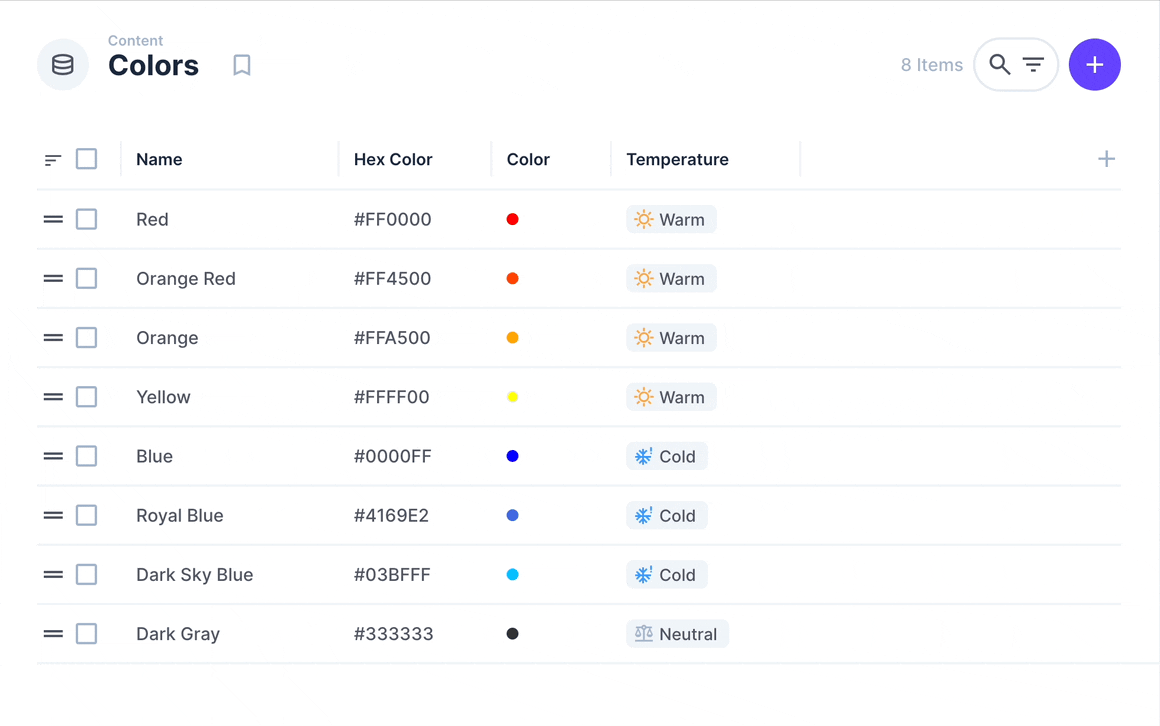 Content
Colors
8 Items
Name Hex Color Color Temperature
Red #FF0000 Warm
Orange Red #FF4500 Warm
Orange #FFA500 Warm
Yellow #FFFF00 Warm
Blue #0000FF Cold
Royal Blue #4169E2 Cold
Dark Sky Blue #03BFFF Cold
Dark Gray #333333 Neutral